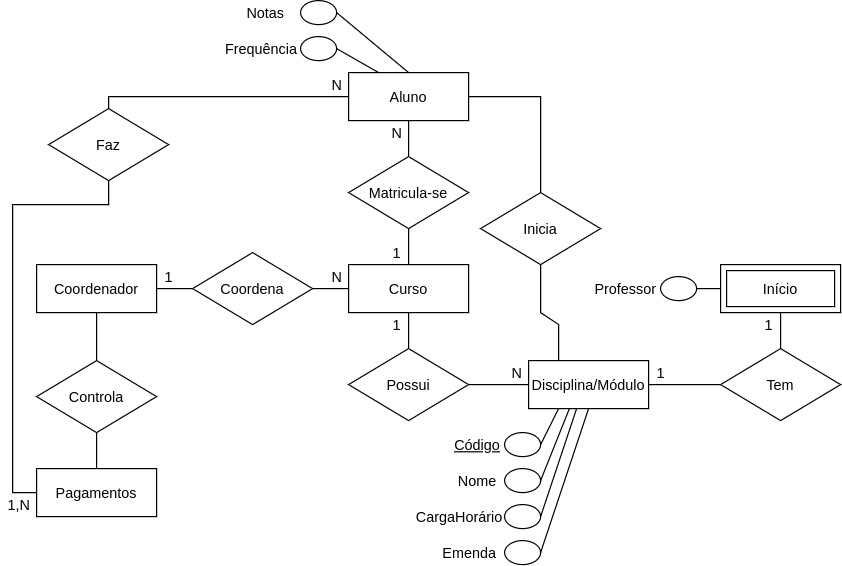 Notas
Frequência
N
Aluno
N
Faz
Matricula-se
Inicia
1
Coordenador
1
Coordena
N
Curso
Professor
Início
1
1
Possui
N
Disciplina/Módulo
1
Tem
Controla
Código
Nome
Pagamentos
1,N
CargaHorário
Emenda